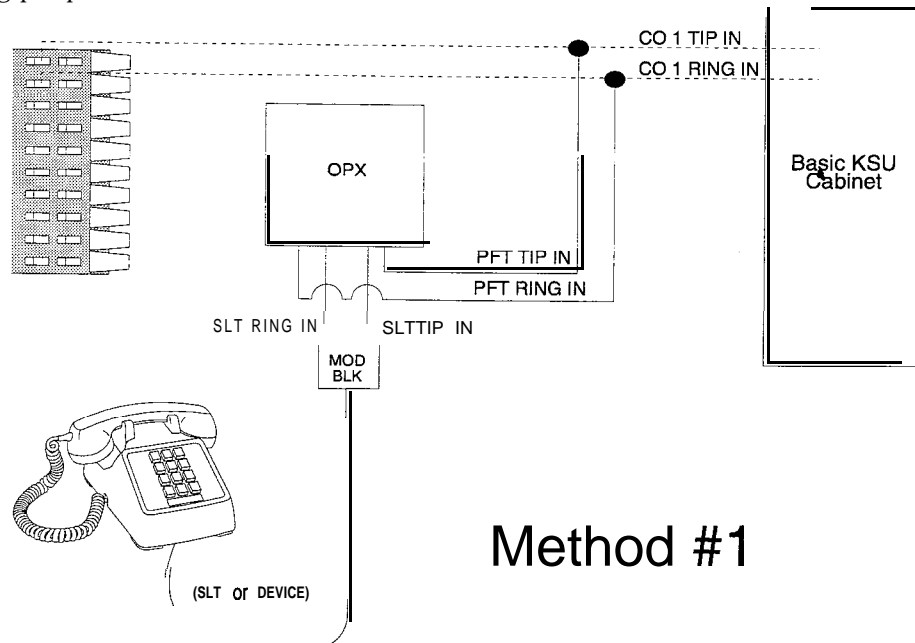 CO 1 TIP IN
CO 1 RING IN
OPX
Basic KSU
Cabinet
PFT TIP IN
PFT RING IN
SLT RING IN
SLTTIP IN
MOD
BLK
Method #1
(SLT or DEVICE)